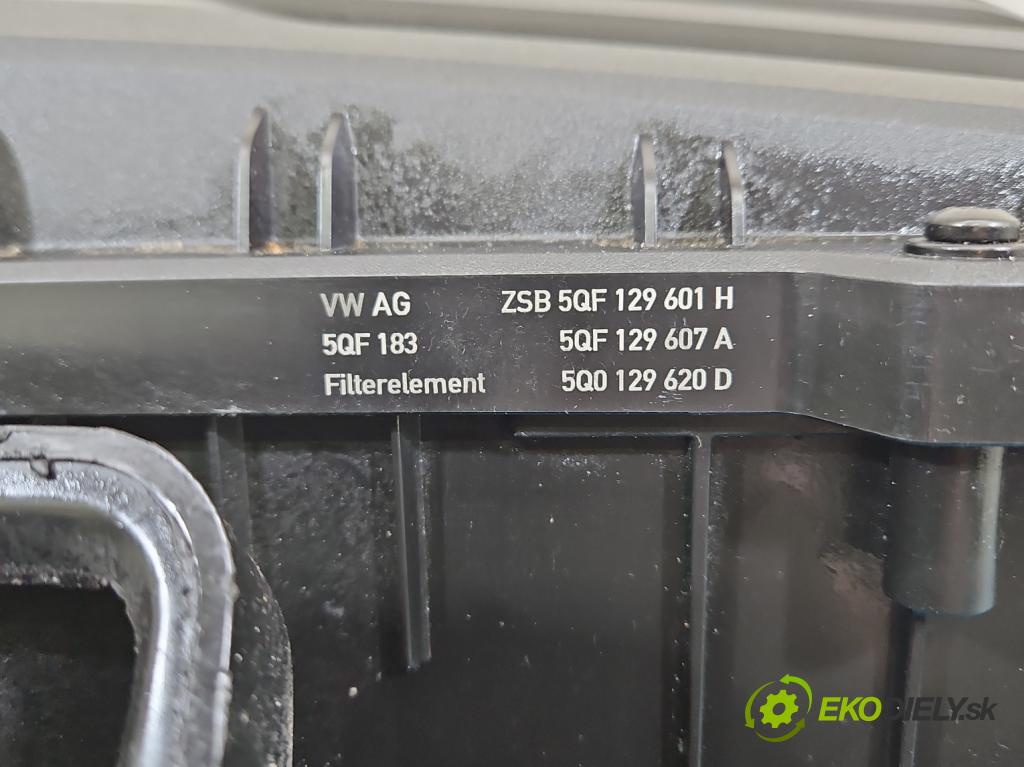 VW AG ZSB 5QF 129 601 H
5QF 183 5QF 129 607 A
Filterelement 5Q0 129 620 D
EKODIELY.sk